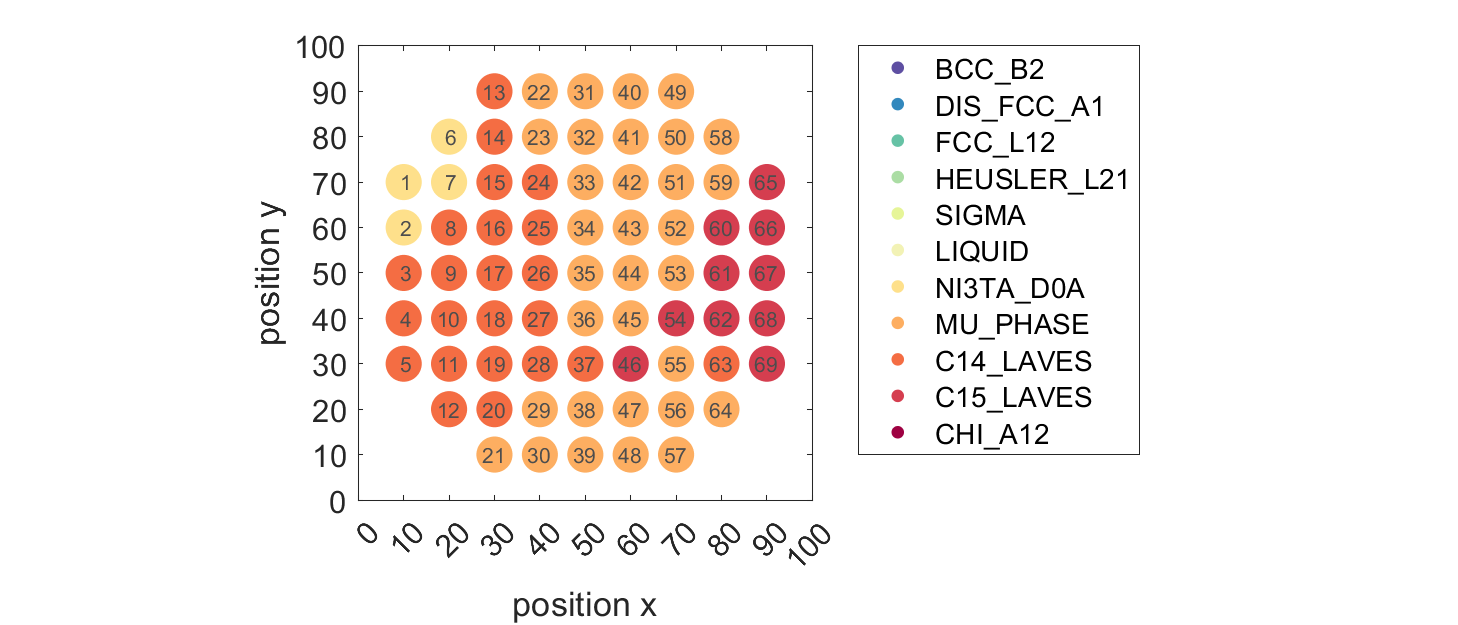 100
90
80
70
60
50
40
30
20
10
0
position y
13 22 31 40 49
6 14 23 32 41 50 58
1 7 15 24 33 42 51 59 65
2 8 16 25 34 43 52 60 66
3 9 17 26 35 44 53 61 67
4 10 18 27 36 45 54 62 68
5 11 19 28 37 46 55 63 69
12 20 29 38 47 56 64
21 30 39 48 57
0 10 20 30 40 50 60 70 80 90 100
position x
BCC_B2
DIS_FCC_A1
FCC_L12
HEUSLER_L21
SIGMA
LIQUID
NI3TA_D0A
MU_PHASE
C14_LAVES
C15_LAVES
CHI_A12